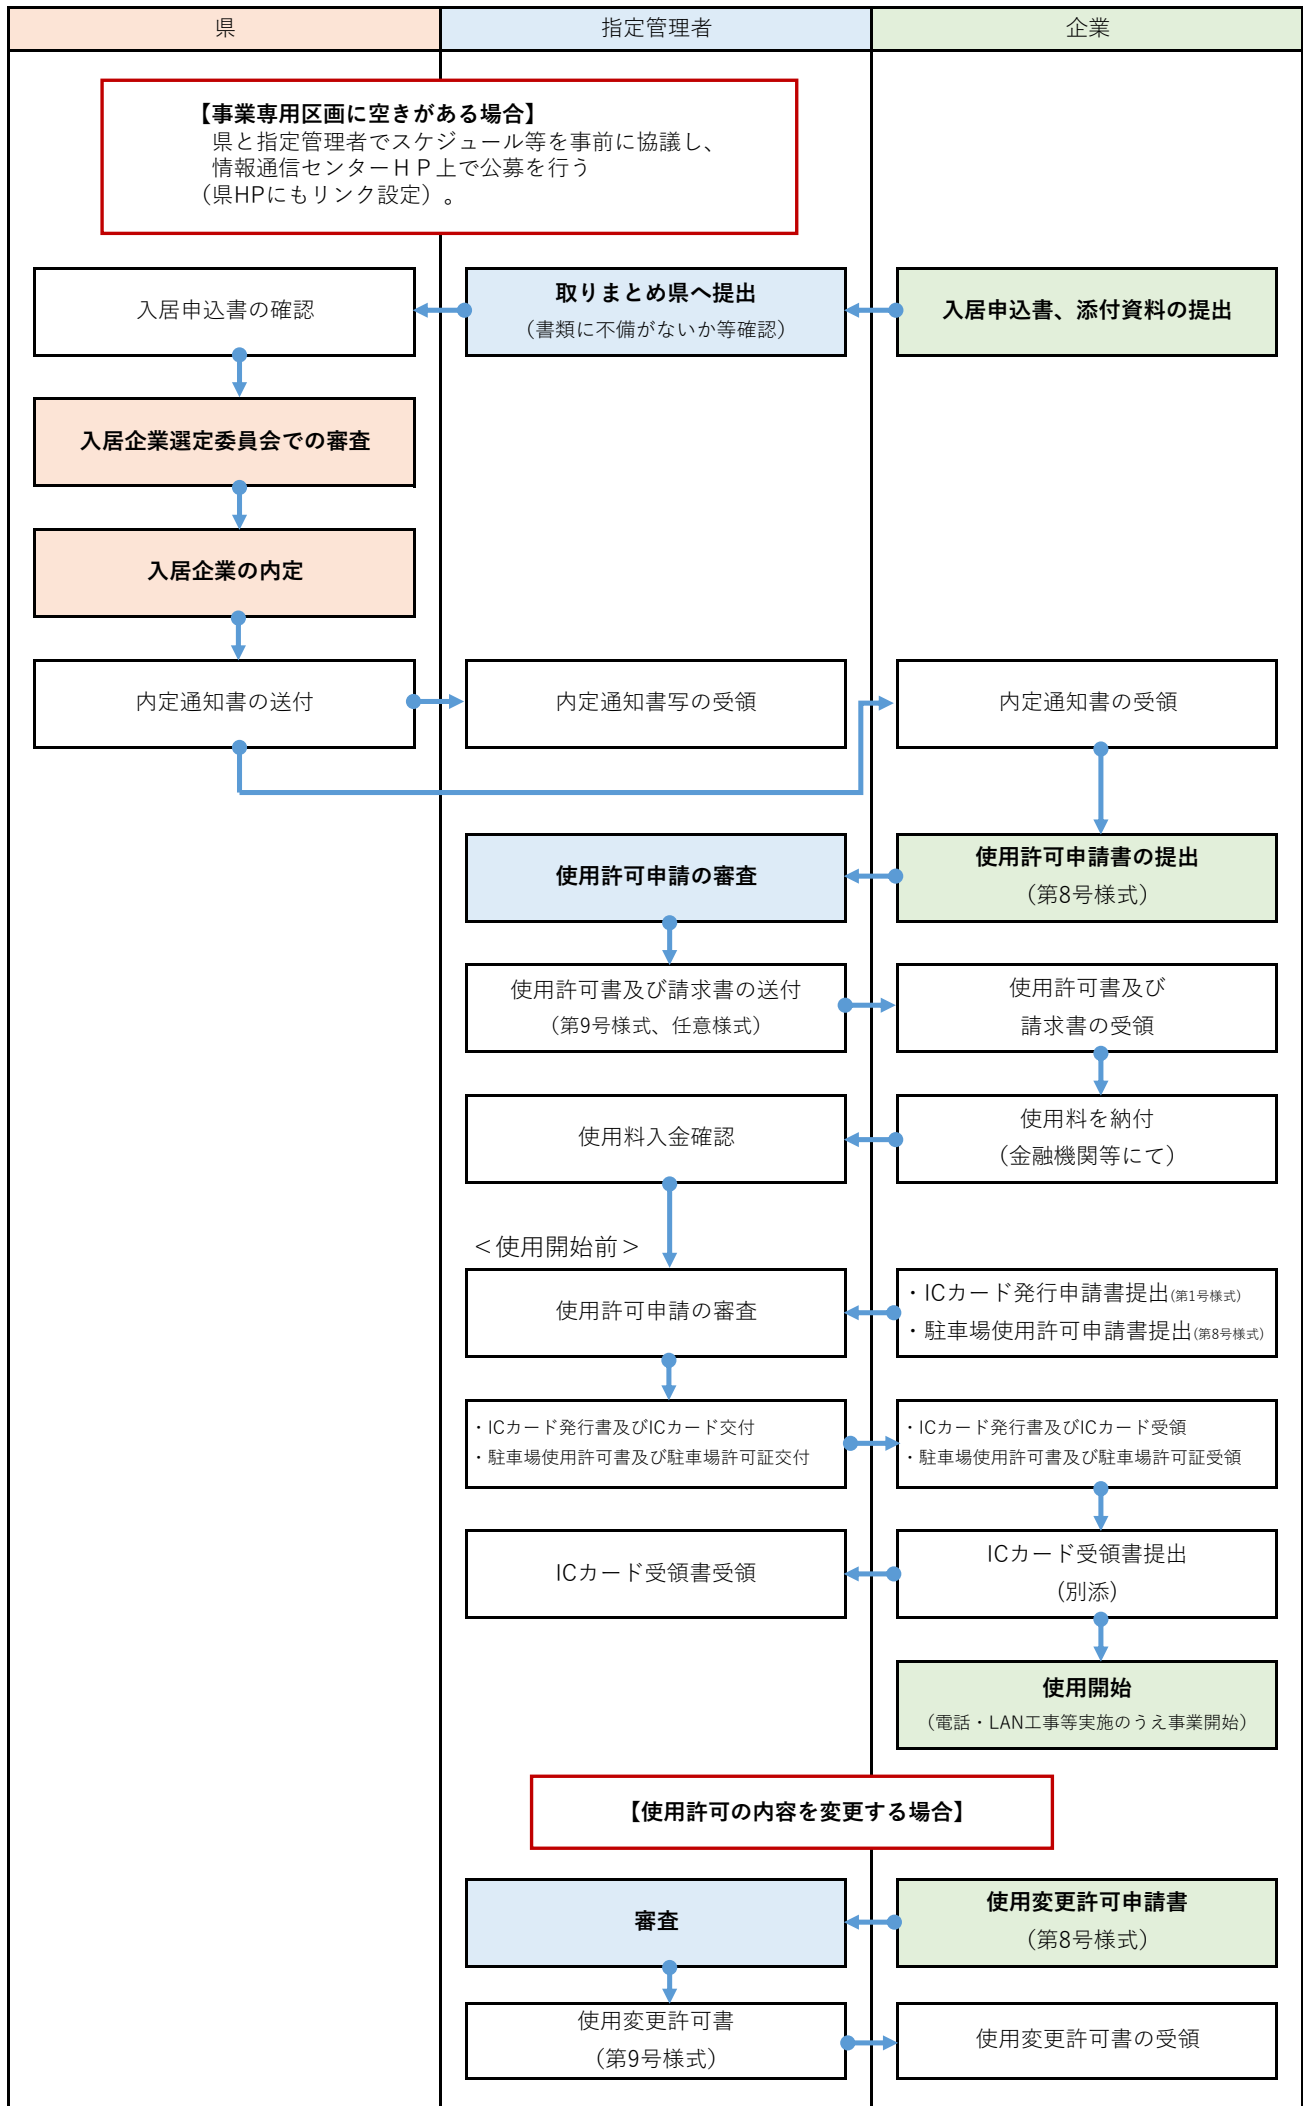 県
指定管理者
企業
【事業専用区画に空きがある場合】
県と指定管理者でスケジュール等を事前に協議し、
情報通信センターＨＰ上で公募を行う
（県HPにもリンク設定）。
入居申込書の確認
取りまとめ県へ提出
（書類に不備がないか等確認）
入居申込書、添付資料の提出
入居企業選定委員会での審査
入居企業の内定
内定通知書の送付
内定通知書写の受領
内定通知書の受領
使用許可申請の審査
使用許可申請書の提出
（第8号様式）
使用許可書及び請求書の送付
（第9号様式、任意様式）
使用許可書及び
請求書の受領
使用料入金確認
使用料を納付
（金融機関等にて）
＜使用開始前＞
使用許可申請の審査
・ICカード発行申請書提出(第1号様式)
・駐車場使用許可申請書提出(第8号様式)
・ICカード発行書及びICカード交付
・駐車場使用許可書及び駐車場許可証交付
・ICカード発行書及びICカード受領
・駐車場使用許可書及び駐車場許可証受領
ICカード受領書受領
ICカード受領書提出
（別添）
使用開始
（電話・LAN工事等実施のうえ事業開始）
【使用許可の内容を変更する場合】
審査
使用変更許可申請書
（第8号様式）
使用変更許可書
（第9号様式）
使用変更許可書の受領